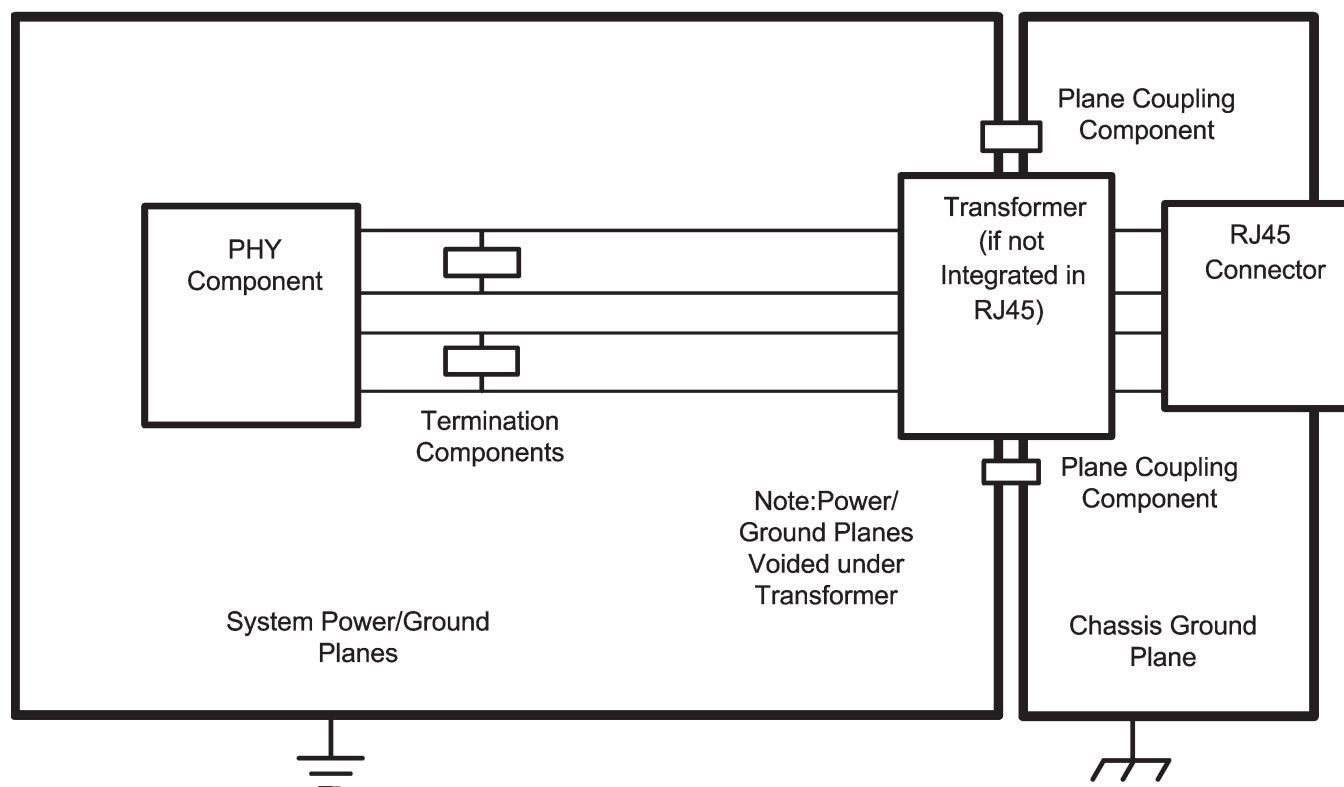 Plane Coupling
Component
PHY
Component
Transformer
(if not
Integrated in
RJ45)
RJ45
Connector
Termination
Components
Plane Coupling
Component
Note:Power/
Ground Planes
Voided under
Transformer
System Power/Ground
Planes
Chassis Ground
Plane